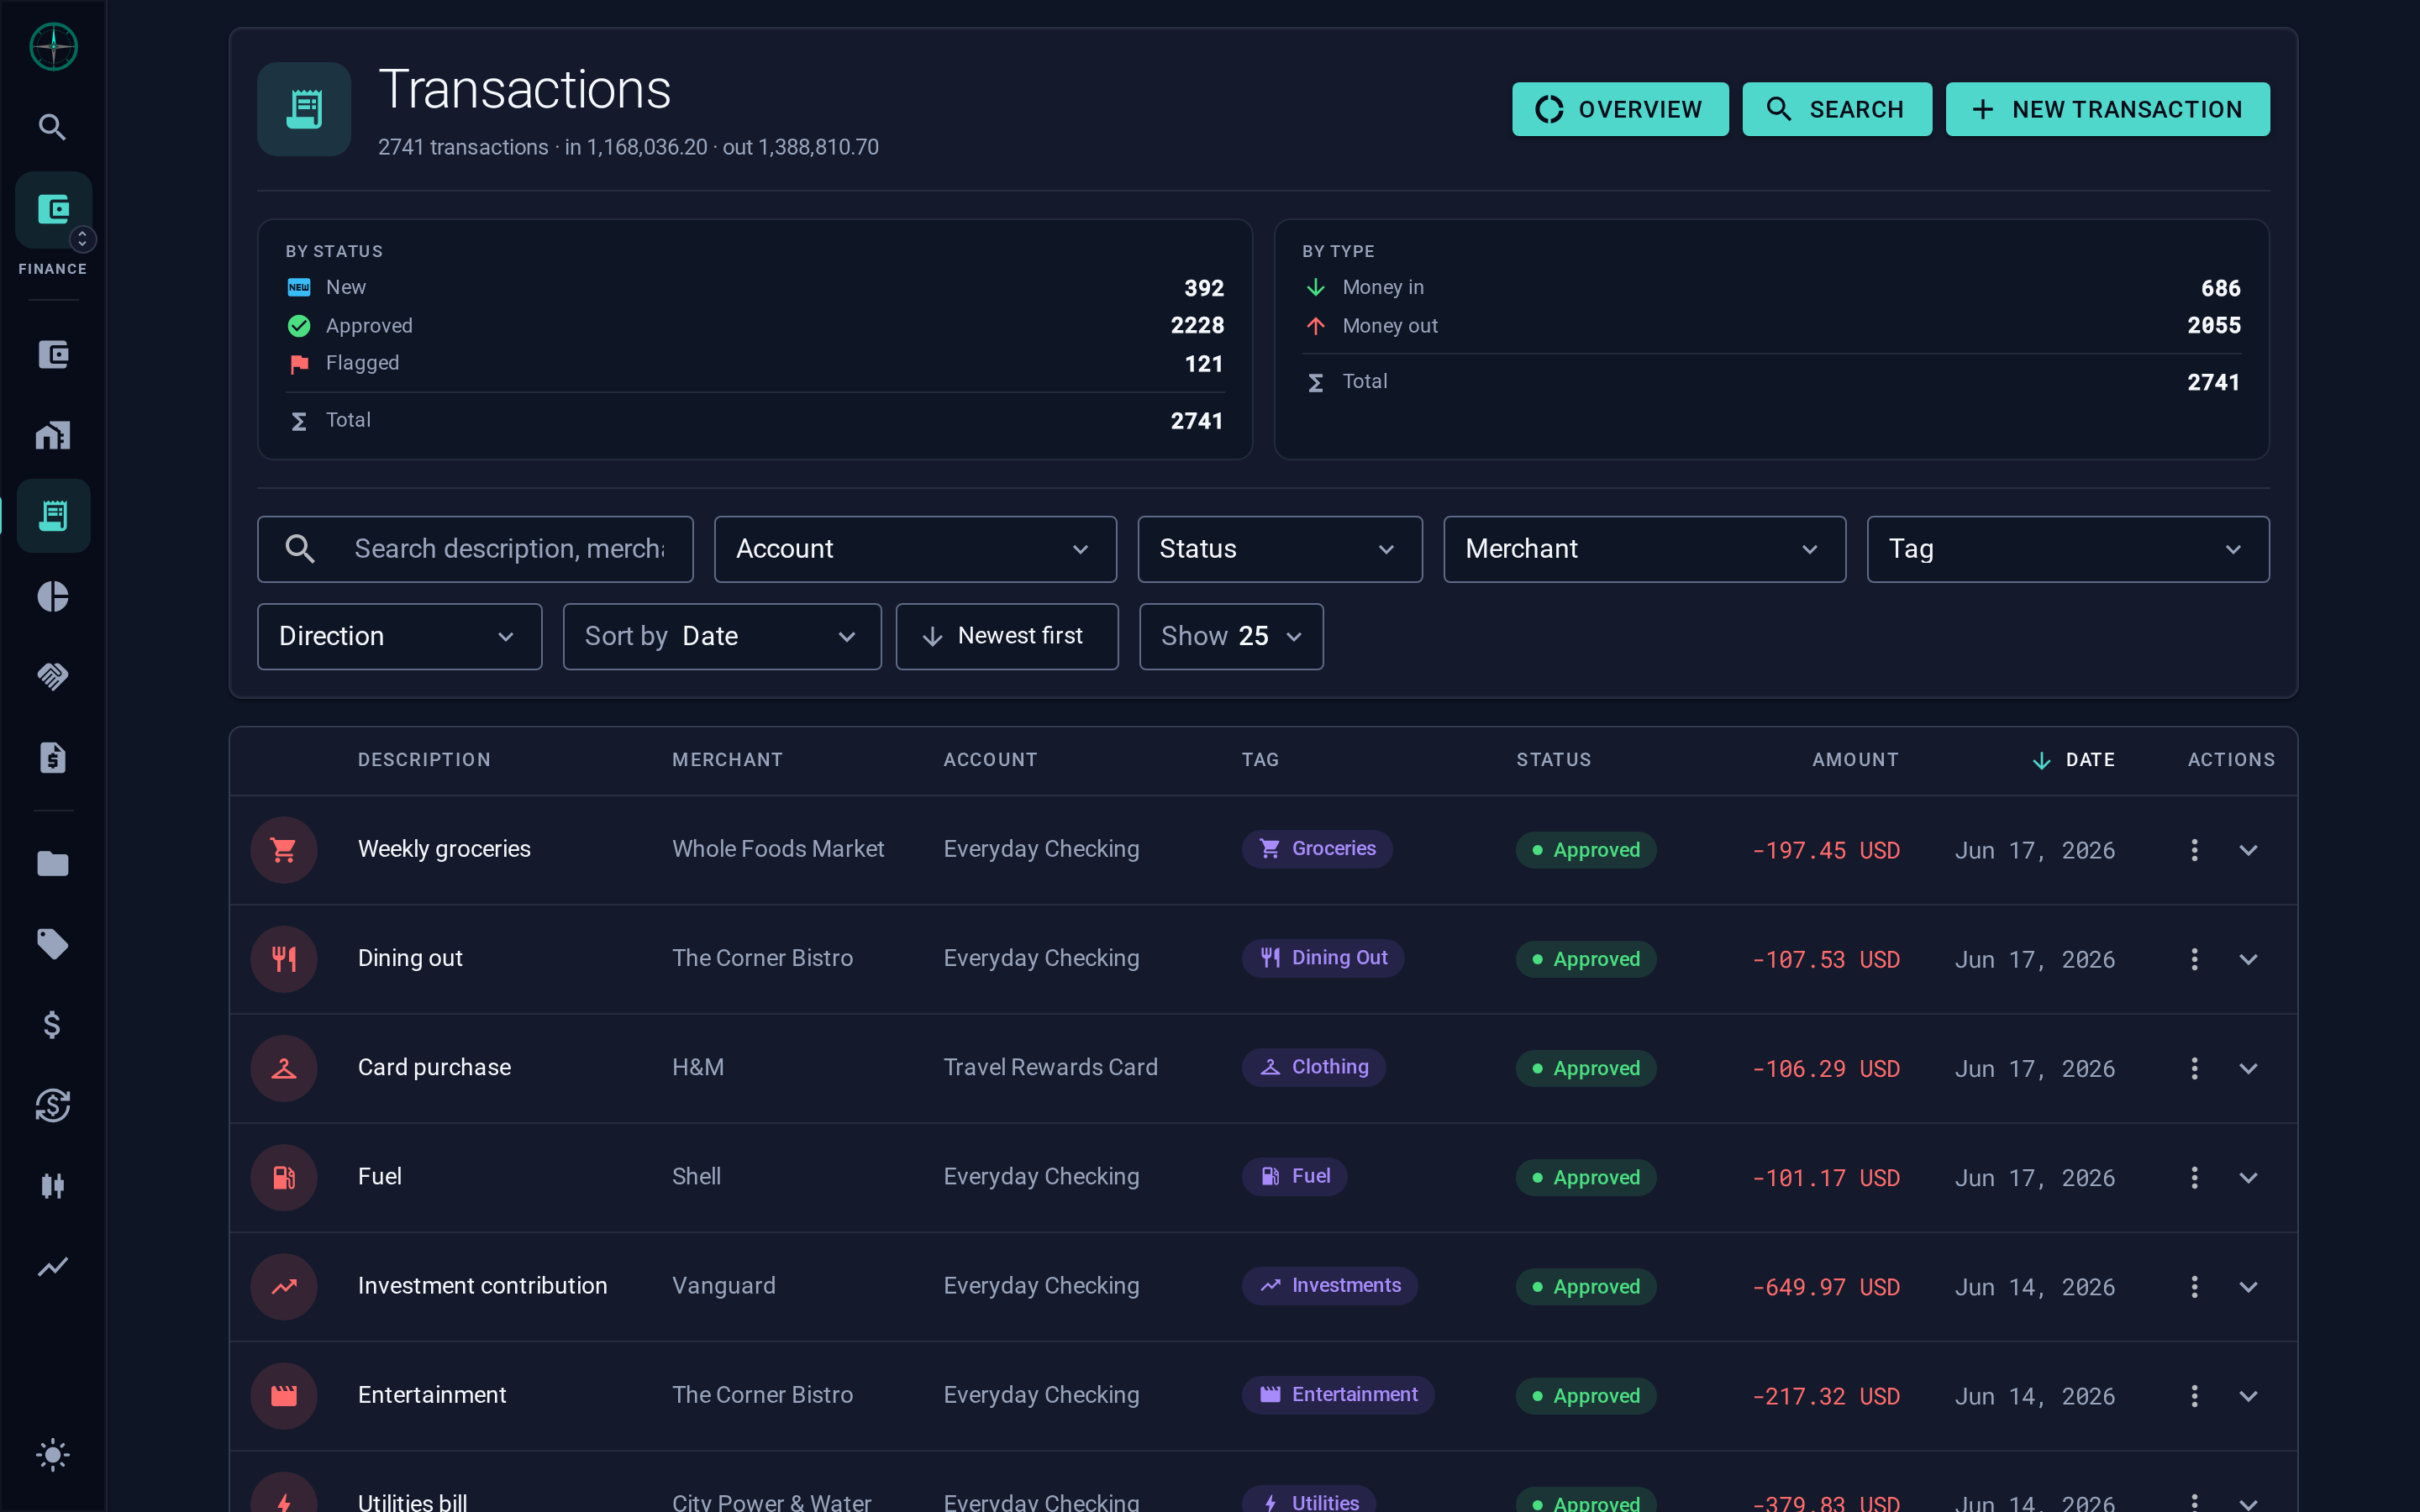 Transactions
2741 transactions · in 1,168,036.20 · out 1,388,810.70
OVERVIEW
SEARCH
NEW TRANSACTION
FINANCE
BY STATUS
NEW New 392
Approved 2228
Flagged 121
Total 2741
BY TYPE
Money in 686
Money out 2055
Total 2741
Search description, mercha
Account
Status
Merchant
Tag
Direction
Sort by Date
Newest first
Show 25
DESCRIPTION MERCHANT ACCOUNT TAG STATUS AMOUNT DATE ACTIONS
Weekly groceries Whole Foods Market Everyday Checking Groceries Approved -197.45 USD Jun 17, 2026
Dining out The Corner Bistro Everyday Checking Dining Out Approved -107.53 USD Jun 17, 2026
Card purchase H&M Travel Rewards Card Clothing Approved -106.29 USD Jun 17, 2026
Fuel Shell Everyday Checking Fuel Approved -101.17 USD Jun 17, 2026
Investment contribution Vanguard Everyday Checking Investments Approved -649.97 USD Jun 14, 2026
Entertainment The Corner Bistro Everyday Checking Entertainment Approved -217.32 USD Jun 14, 2026
Utilities bill City Power & Water Everyday Checking Utilities Approved -379.83 USD Jun 14, 2026